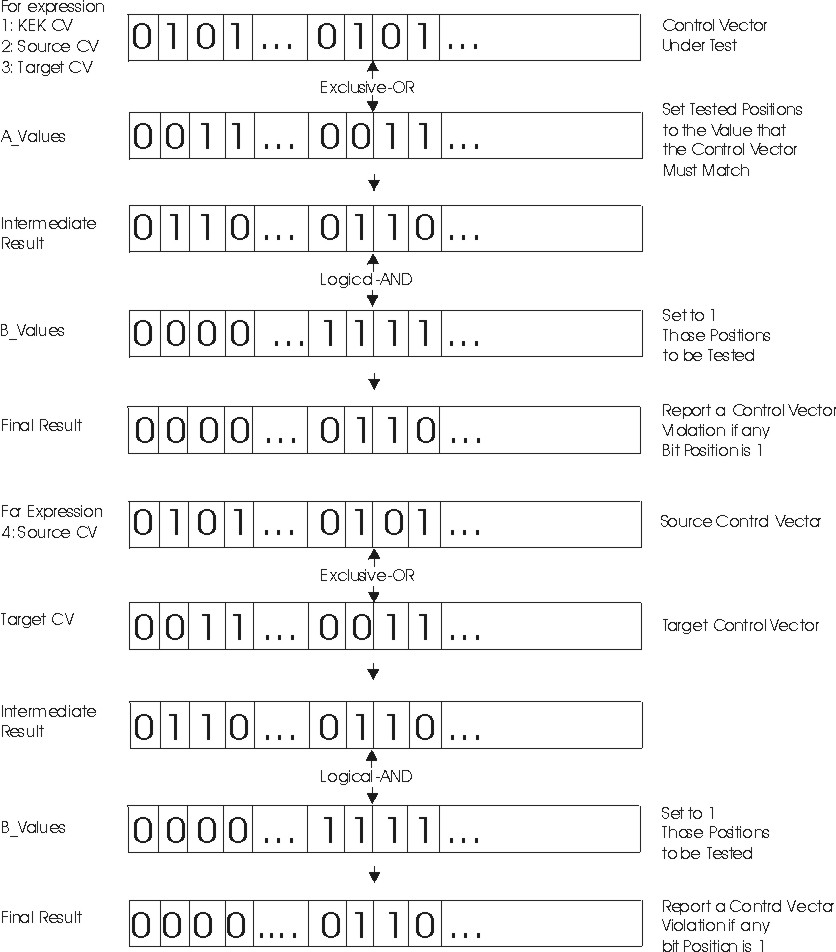 For expression
1: KEK CV
2: Source CV
3: Target CV
0 1 0 1 ... 0 1 0 1 ...
Control Vector
Under Test
Exclusive-OR
A_Values
0 0 1 1 ... 0 0 1 1 ...
Set Tested Positions
to the Value that
the Control Vector
Must Match
Intermediate
Result
0 1 1 0 ... 0 1 1 0 ...
Logical-AND
B_Values
0 0 0 0 ... 1 1 1 1 ...
Set to 1
Those Positions
to be Tested
Final Result
0 0 0 0 ... 0 1 1 0 ...
Report a Control Vector
Violation if any
Bit Position is 1
For Expression
4: Source CV
0 1 0 1 ... 0 1 0 1 ...
Source Control Vector
Exclusive-OR
Target CV
0 0 1 1 ... 0 0 1 1 ...
Target Control Vector
Intermediate
Result
0 1 1 0 ... 0 1 1 0 ...
Logical-AND
B_Values
0 0 0 0 ... 1 1 1 1 ...
Set to 1
Those Positions
to be Tested
Final Result
0 0 0 0 .... 0 1 1 0 ...
Report a Control Vector
Violation if any
bit Position is 1